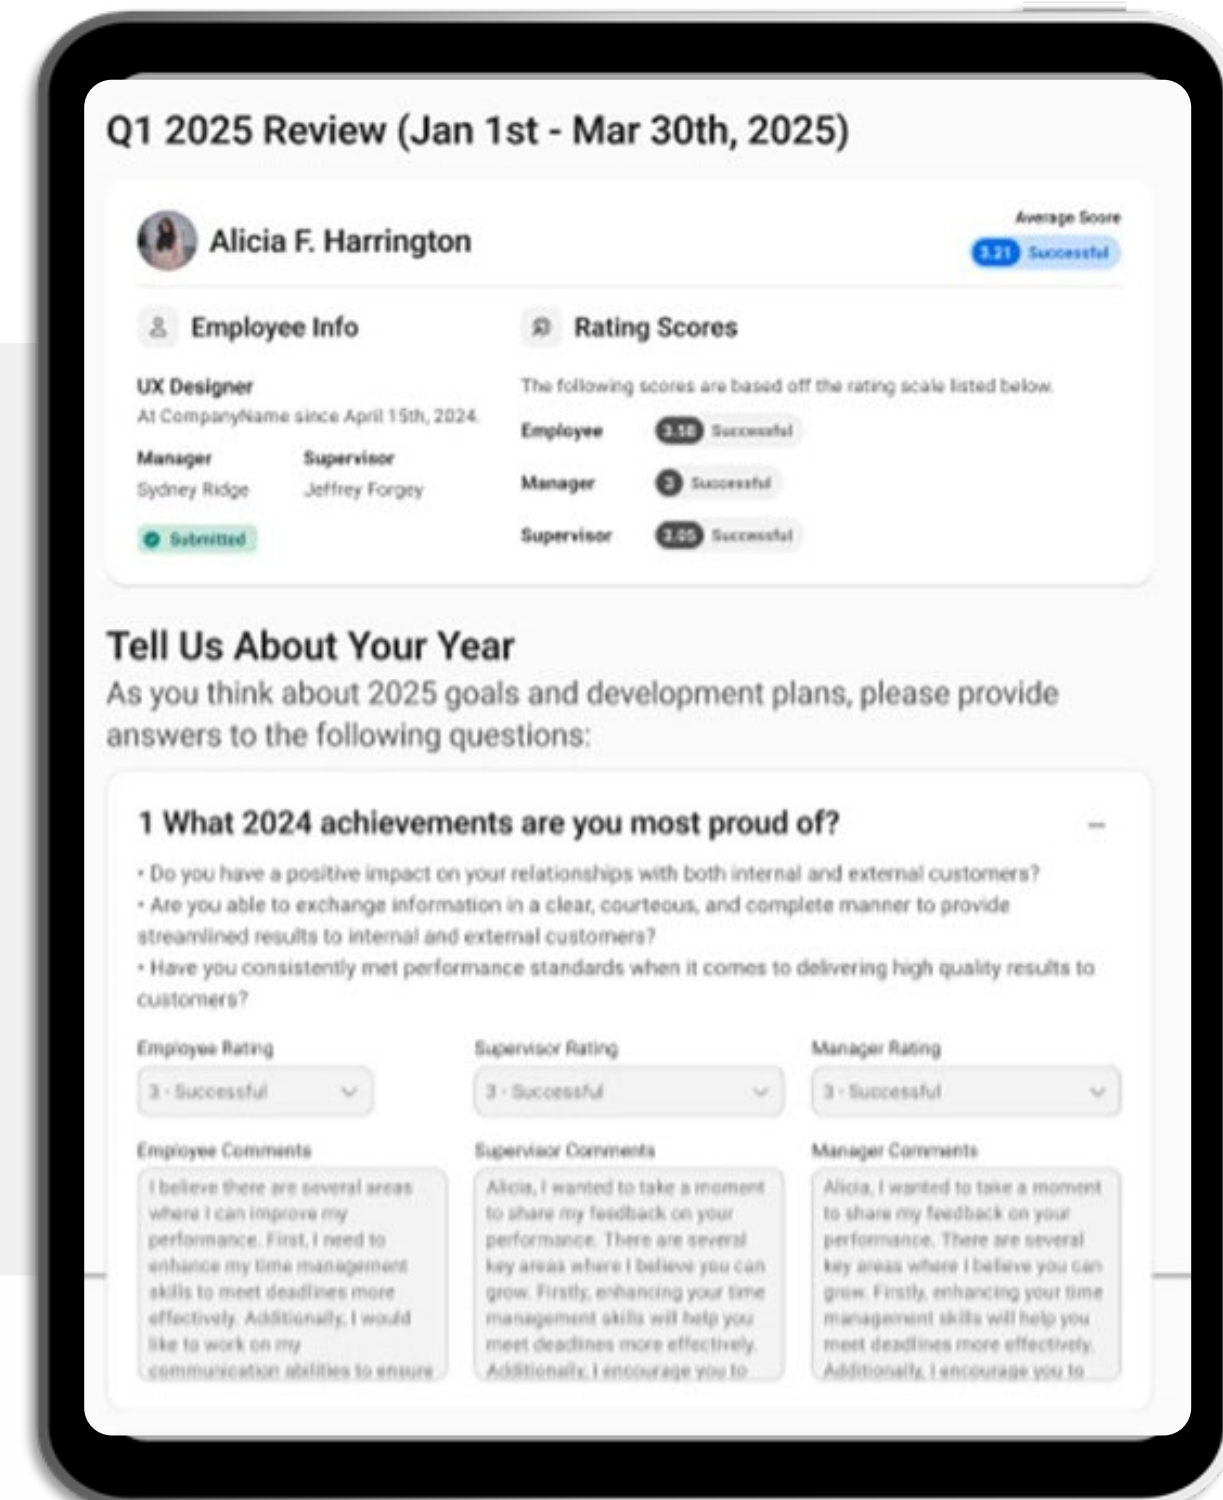 Q1 2025 Review (Jan 1st - Mar 30th, 2025)
Alicia F. Harrington
Average Score
3.21 Successful
Employee Info
Rating Scores
UX Designer
At CompanyName since April 15th, 2024.
The following scores are based off the rating scale listed below.
Employee Successful
Manager Supervisor
Sydney Ridge Jeffrey Forgey
Manager 3 Successful
Submitted
Supervisor Successful
Tell Us About Your Year
As you think about 2025 goals and development plans, please provide
answers to the following questions:
1 What 2024 achievements are you most proud of?
• Do you have a positive impact on your relationships with both internal and external customers?
• Are you able to exchange information in a clear, courteous, and complete manner to provide
streamlined results to internal and external customers?
• Have you consistently met performance standards when it comes to delivering high quality results to
customers?
Employee Rating
3 - Successful
Supervisor Rating
3 - Successful
Manager Rating
3 - Successful
Employee Comments
I believe there are several areas
where I can improve my
performance. First, I need to
enhance my time management
skills to meet deadlines more
effectively. Additionally, I would
like to work on my
communication abilities to ensure
Supervisor Comments
Alicia, I wanted to take a moment
to share my feedback on your
performance. There are several
key areas where I believe you can
grow. Firstly, enhancing your time
management skills will help you
meet deadlines more effectively.
Additionally, I encourage you to
Manager Comments
Alicia, I wanted to take a moment
to share my feedback on your
performance. There are several
key areas where I believe you can
grow. Firstly, enhancing your time
management skills will help you
meet deadlines more effectively.
Additionally, I encourage you to